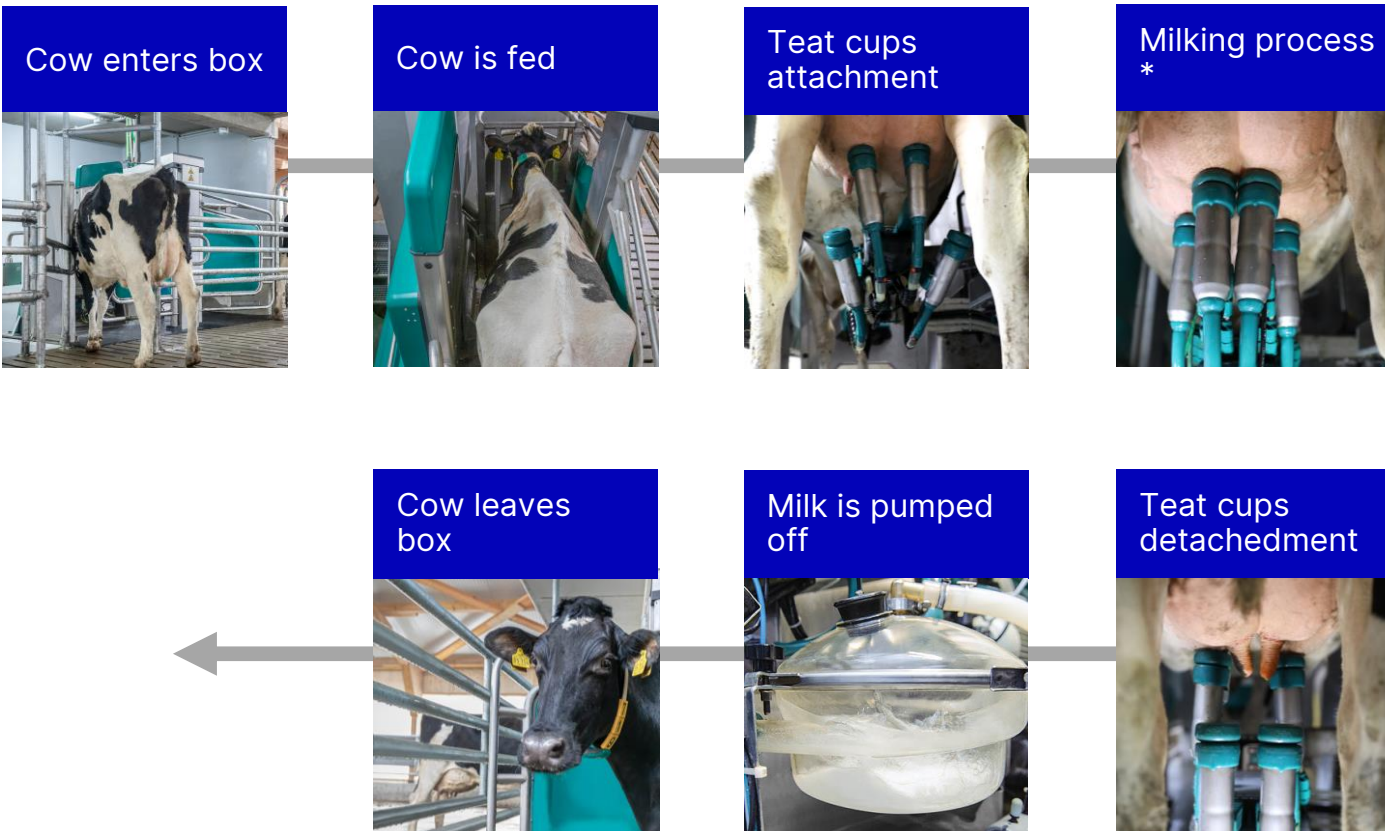 Cow enters box
Cow is fed
Teat cups
attachment
Milking process
*
Teat cups
detachedment
Milk is pumped
off
Cow leaves
box